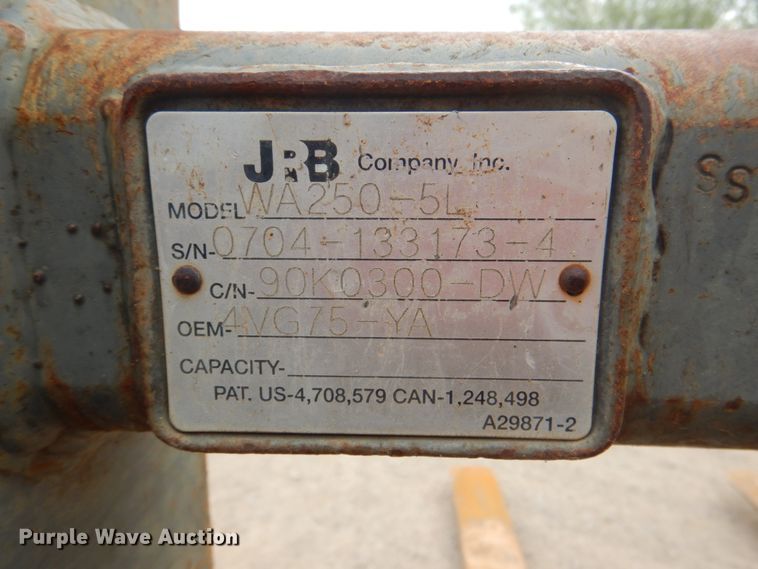 JRB Company, Inc.
MODEL WA250-5L
S/N- 0704-133173-4
C/N- 90K0300-DW
OEM- 4VG75-YA
CAPACITY-
PAT. US-4,708,579 CAN-1,248,498
A29871-2
SS
Purple Wave Auction